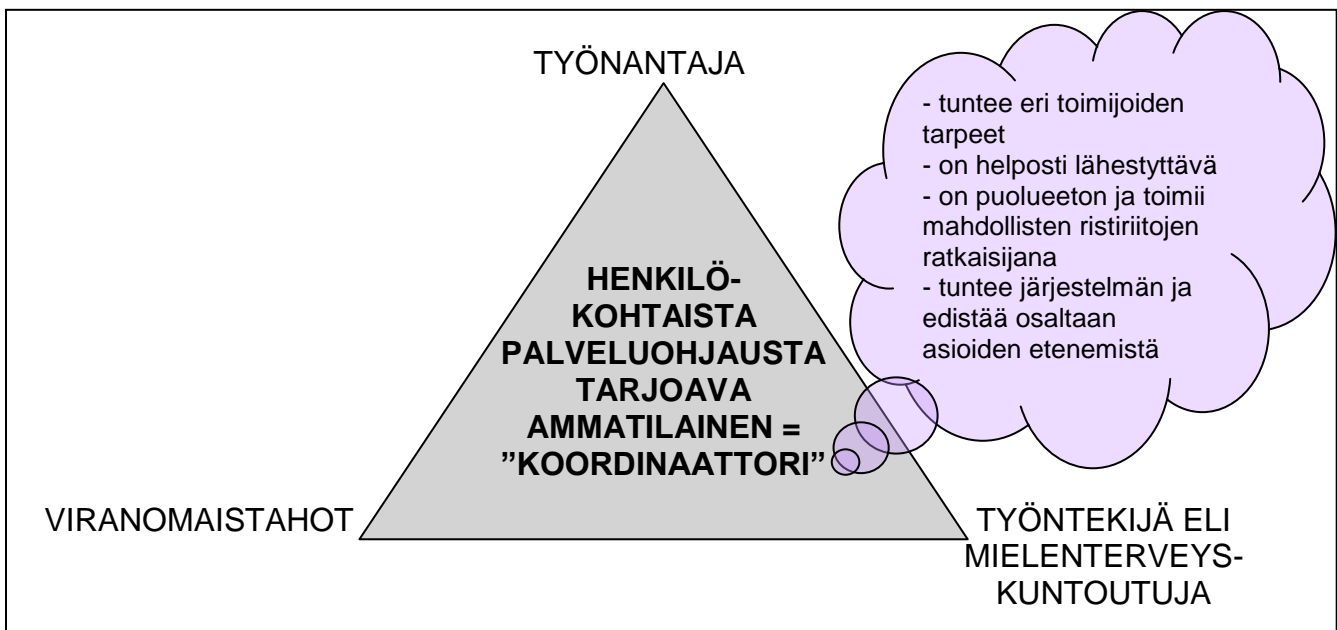 TYÖNANTAJA
- tuntee eri toimijoiden
tarpeet
- on helposti lähestyttävä
- on puolueeton ja toimii
mahdollisten ristiriitojen
ratkaisijana
- tuntee järjestelmän ja
edistää osaltaan
asioiden etenemistä
HENKILÖ-
KOHTAISTA
PALVELUOHJAUSTA
TARJOAVA
AMMATILAINEN =
”KOORDINAATTORI”
VIRANOMAISTAHOT
TYÖNTEKIJÄ ELI
MIELENTERVEYS-
KUNTOUTUJA